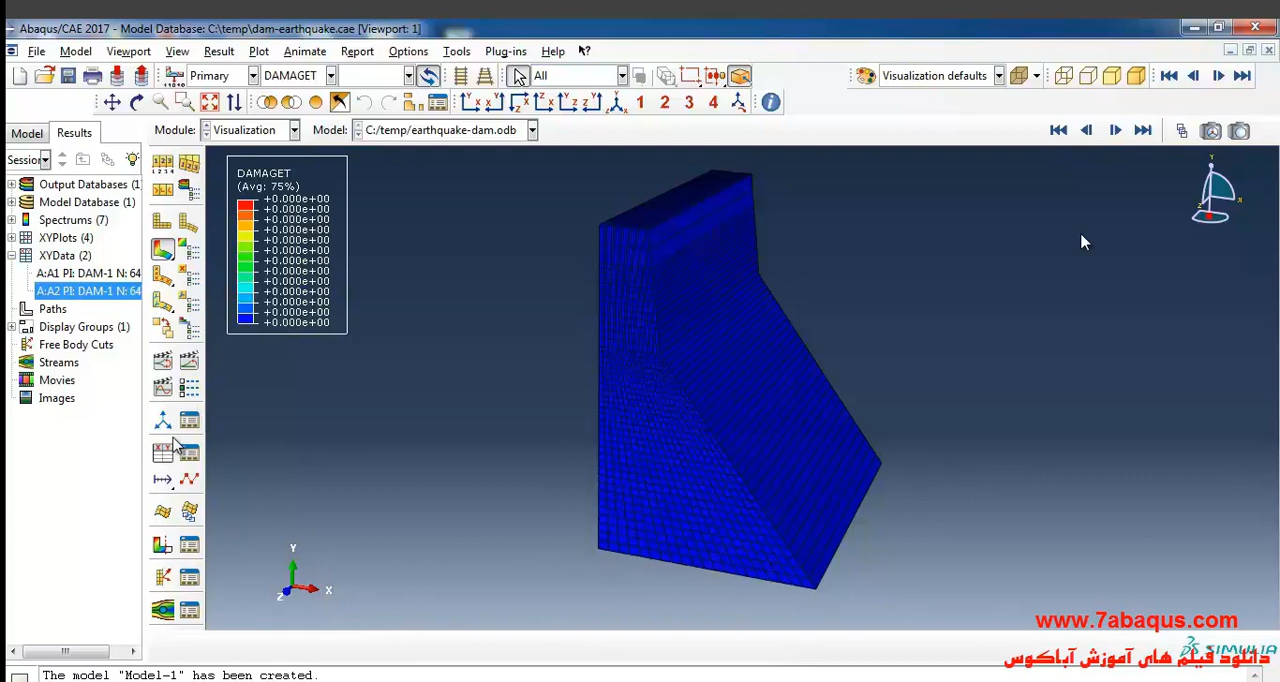 Abaqus/CAE 2017 - Model Database: C:\temp\dam-earthquake.cae [Viewport: 1]
File Model Viewport View Result Plot Animate Report Options Tools Plug-ins Help
Primary DAMAGET All Visualization defaults
1 2 3 4
Model Results Module: Visualization Model: C:/temp/earthquake-dam.odb
Sessio
Output Databases (1
Model Database (1)
Spectrums (7)
XYPlots (4)
XYData (2)
A:A1 PI: DAM-1 N: 64
A:A2 PI: DAM-1 N: 64
Paths
Display Groups (1)
Free Body Cuts
Streams
Movies
Images
DAMAGET
(Avg: 75%)
+0.000e+00
+0.000e+00
+0.000e+00
+0.000e+00
+0.000e+00
+0.000e+00
+0.000e+00
+0.000e+00
+0.000e+00
+0.000e+00
+0.000e+00
+0.000e+00
+0.000e+00
Y
X
Z
Y
X
Z
www.7abaqus.com
SIMULIA
دانلود فیلم های آموزش آباکوس
The model "Model-1" has been created.